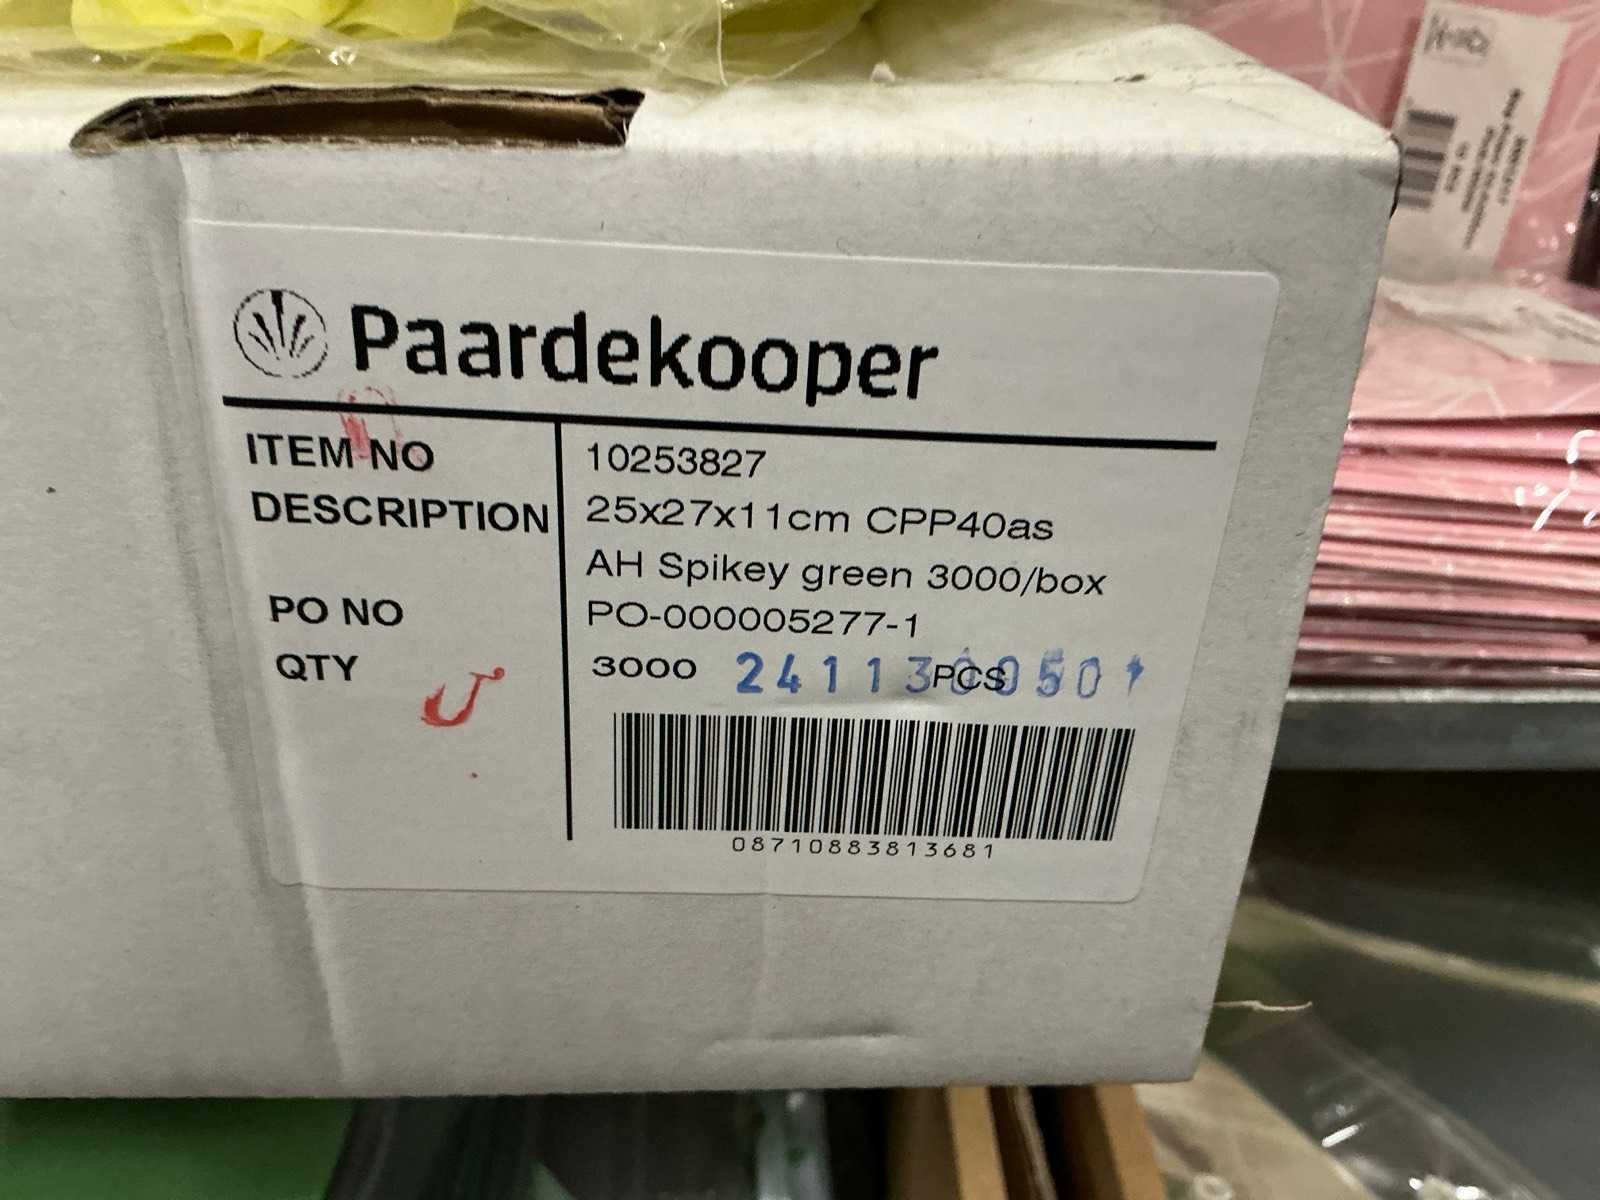 Paardekooper
ITEM NO 10253827
DESCRIPTION 25x27x11cm CPP40as
AH Spikey green 3000/box
PO NO PO-000005277-1
QTY 3000 PCS
08710883813681